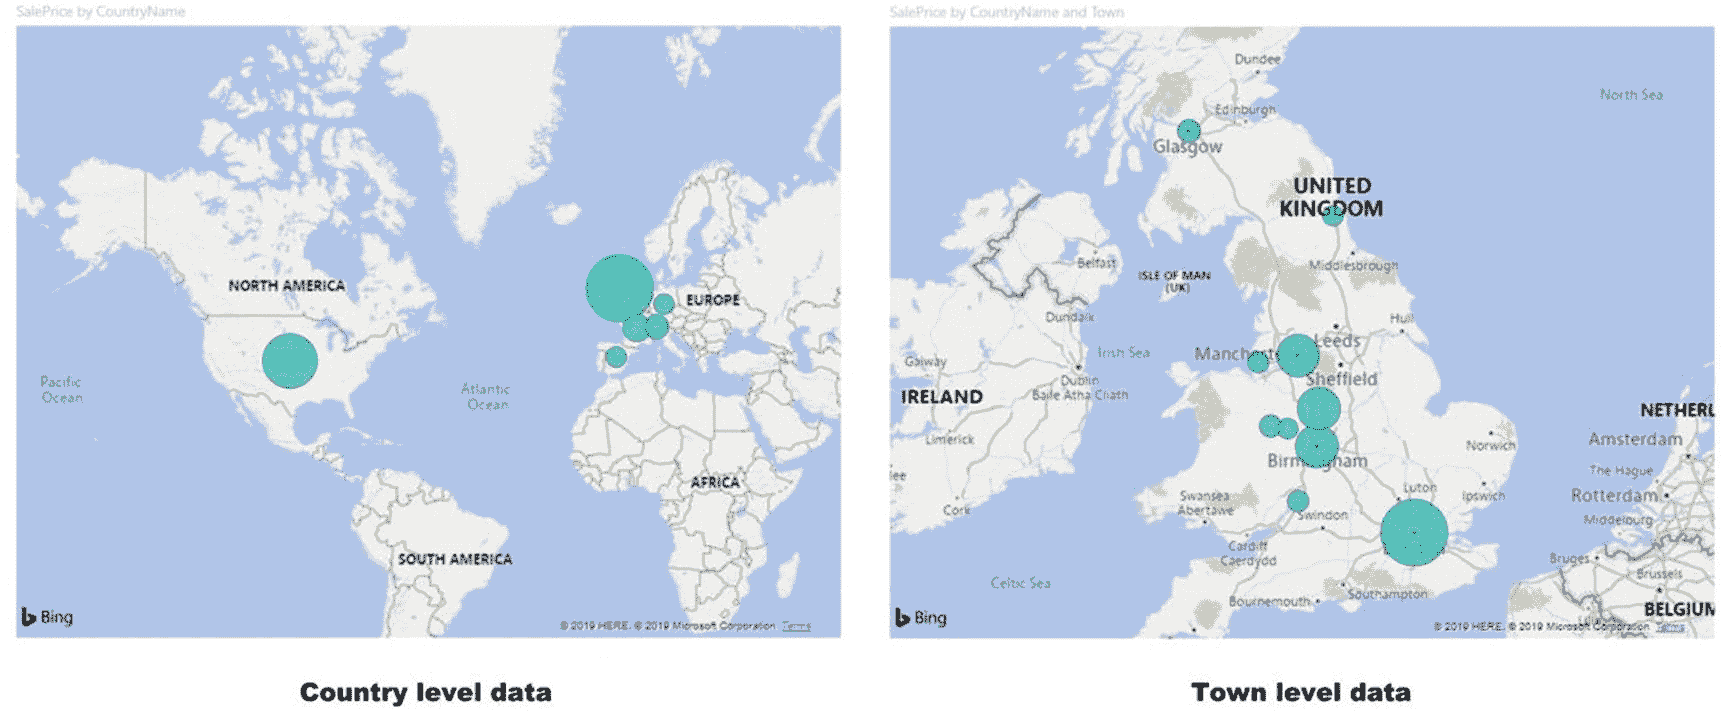 SalePrice by CountryName
NORTH AMERICA
EUROPE
Pacific
Ocean
Atlantic
Ocean
AFRICA
SOUTH AMERICA
Bing
© 2019 HERE, © 2019 Microsoft Corporation Terms
Country level data
SalePrice by CountryName and Town
Dundee
North Sea
Edinburgh
Glasgow
UNITED
KINGDOM
Belfast
ISLE OF MAN
(UK)
Middlesbrough
Dundalk
Hull
Leeds
Irish Sea
Galway
Sheffield
Dublin
Baile Átha Cliath
IRELAND
Limerick
Norwich
Amsterdam
Birmingham
The Hague
Luton
Ipswich
Rotterdam
Swansea
Abertawe
Cork
Swindon
Middelburg
Cardiff
Caerdydd
Bruges
Brussels
Celtic Sea
Southampton
Bournemouth
Bing
© 2019 HERE, © 2019 Microsoft Corporation Terms
Town level data